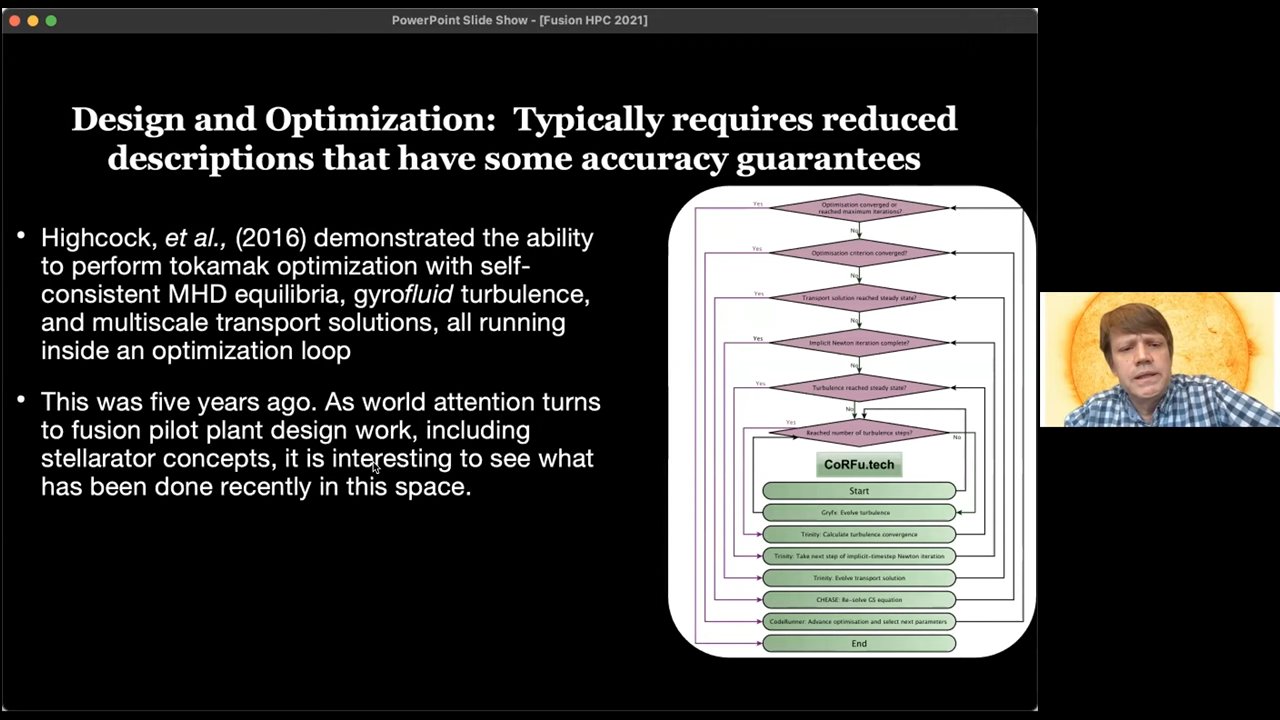 PowerPoint Slide Show - [Fusion HPC 2021]
Design and Optimization: Typically requires reduced
descriptions that have some accuracy guarantees
• Highcock, et al., (2016) demonstrated the ability
to perform tokamak optimization with self-
consistent MHD equilibria, gyrofluid turbulence,
and multiscale transport solutions, all running
inside an optimization loop
• This was five years ago. As world attention turns
to fusion pilot plant design work, including
stellarator concepts, it is interesting to see what
has been done recently in this space.
Yes
Optimisation converged or
reached maximum iterations?
No
Yes
Optimisation criterion converged?
No
Yes
Transport solution reached steady state?
No
Yes
Implicit Newton iteration complete?
No
Yes
Turbulence reached steady state?
No
Yes
Reached number of turbulence steps?
No
CoRFu.tech
Start
Gryfx: Evolve turbulence
Trinity: Calculate turbulence convergence
Trinity: Take next step of implicit-timestep Newton iteration
Trinity: Evolve transport solution
CHEASE: Re-solve GS equation
CodeRunner: Advance optimisation and select next parameters
End